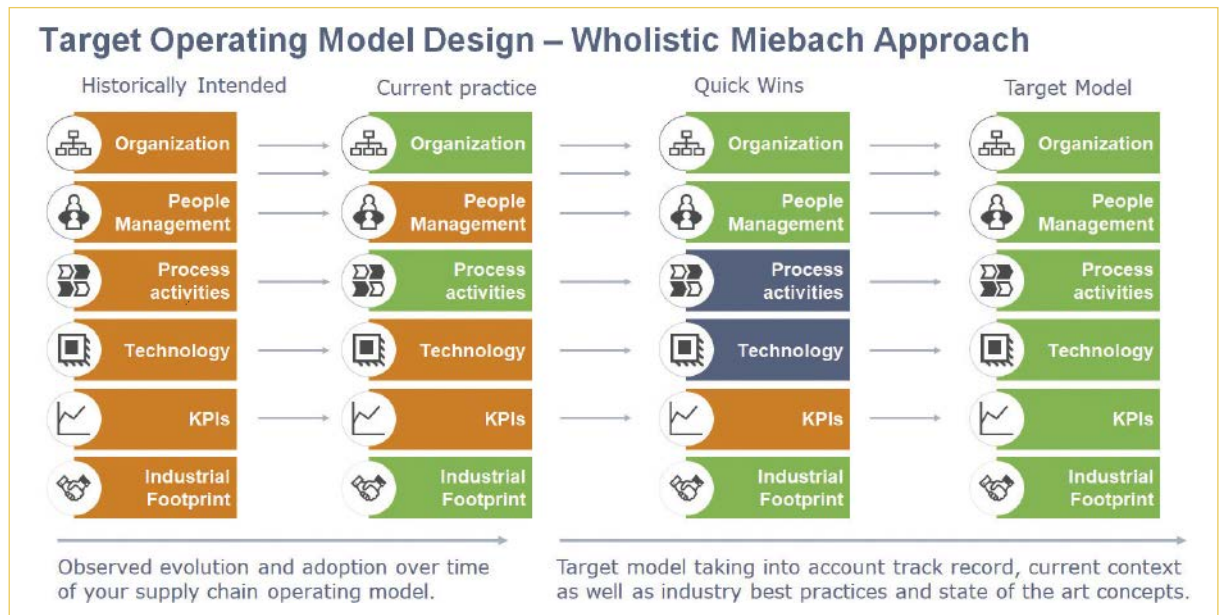 Target Operating Model Design – Wholistic Miebach Approach
Historically Intended
Current practice
Quick Wins
Target Model
Organization
Organization
Organization
Organization
People
Management
People
Management
People
Management
People
Management
Process
activities
Process
activities
Process
activities
Process
activities
Technology
Technology
Technology
Technology
KPIs
KPIs
KPIs
KPIs
Industrial
Footprint
Industrial
Footprint
Industrial
Footprint
Industrial
Footprint
Observed evolution and adoption over time
of your supply chain operating model.
Target model taking into account track record, current context
as well as industry best practices and state of the art concepts.